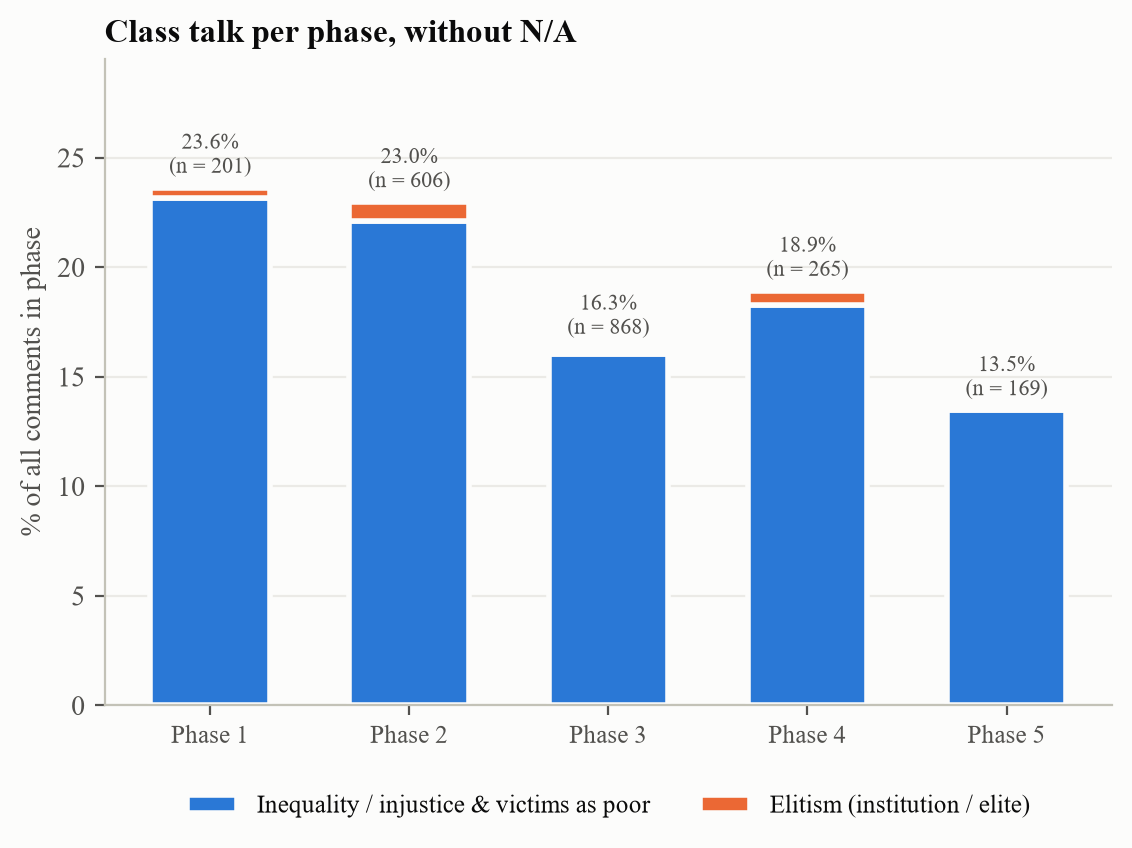 Class talk per phase, without N/A
% of all comments in phase
25
20
15
10
5
0
23.6%
(n = 201)
23.0%
(n = 606)
16.3%
(n = 868)
18.9%
(n = 265)
13.5%
(n = 169)
Phase 1
Phase 2
Phase 3
Phase 4
Phase 5
Inequality / injustice & victims as poor
Elitism (institution / elite)